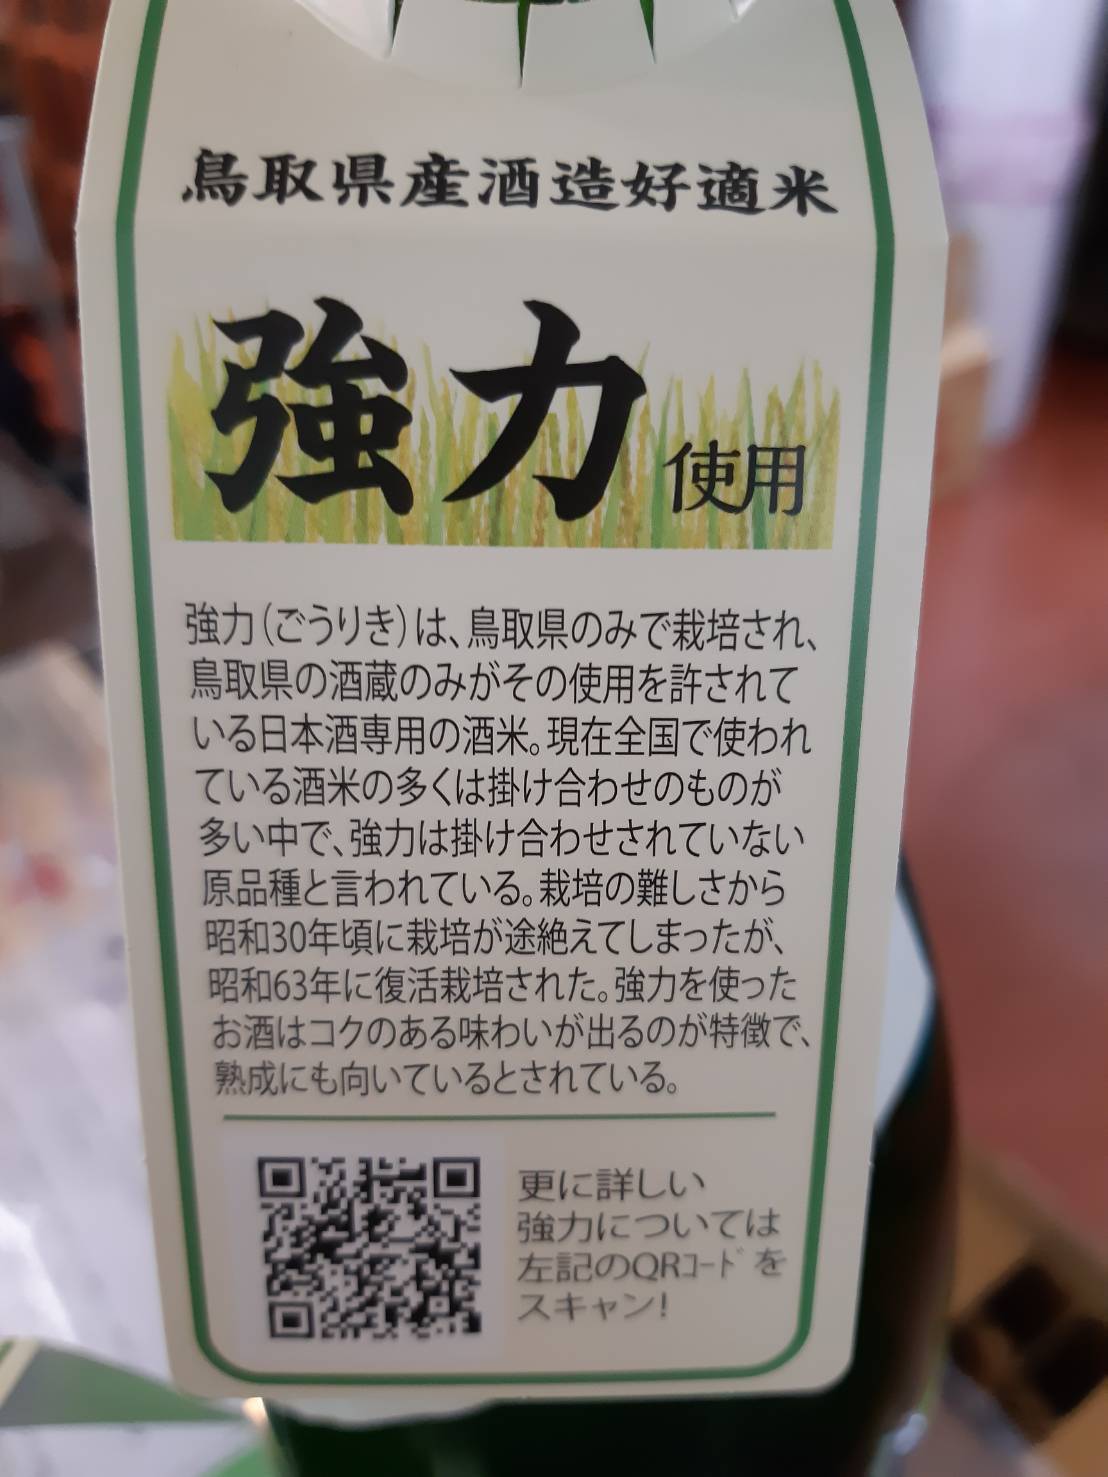 鳥取県産酒造好適米
強力使用
強力(ごうりき)は、鳥取県のみで栽培され、
鳥取県の酒蔵のみがその使用を許されて
いる日本酒専用の酒米。現在全国で使われ
ている酒米の多くは掛け合わせのものが
多い中で、強力は掛け合わせされていない
原品種と言われている。栽培の難しさから
昭和30年頃に栽培が途絶えてしまったが、
昭和63年に復活栽培された。強力を使った
お酒はコクのある味わいが出るのが特徴で、
熟成にも向いているとされている。
更に詳しい
強力については
左記のQRコードを
スキャン!